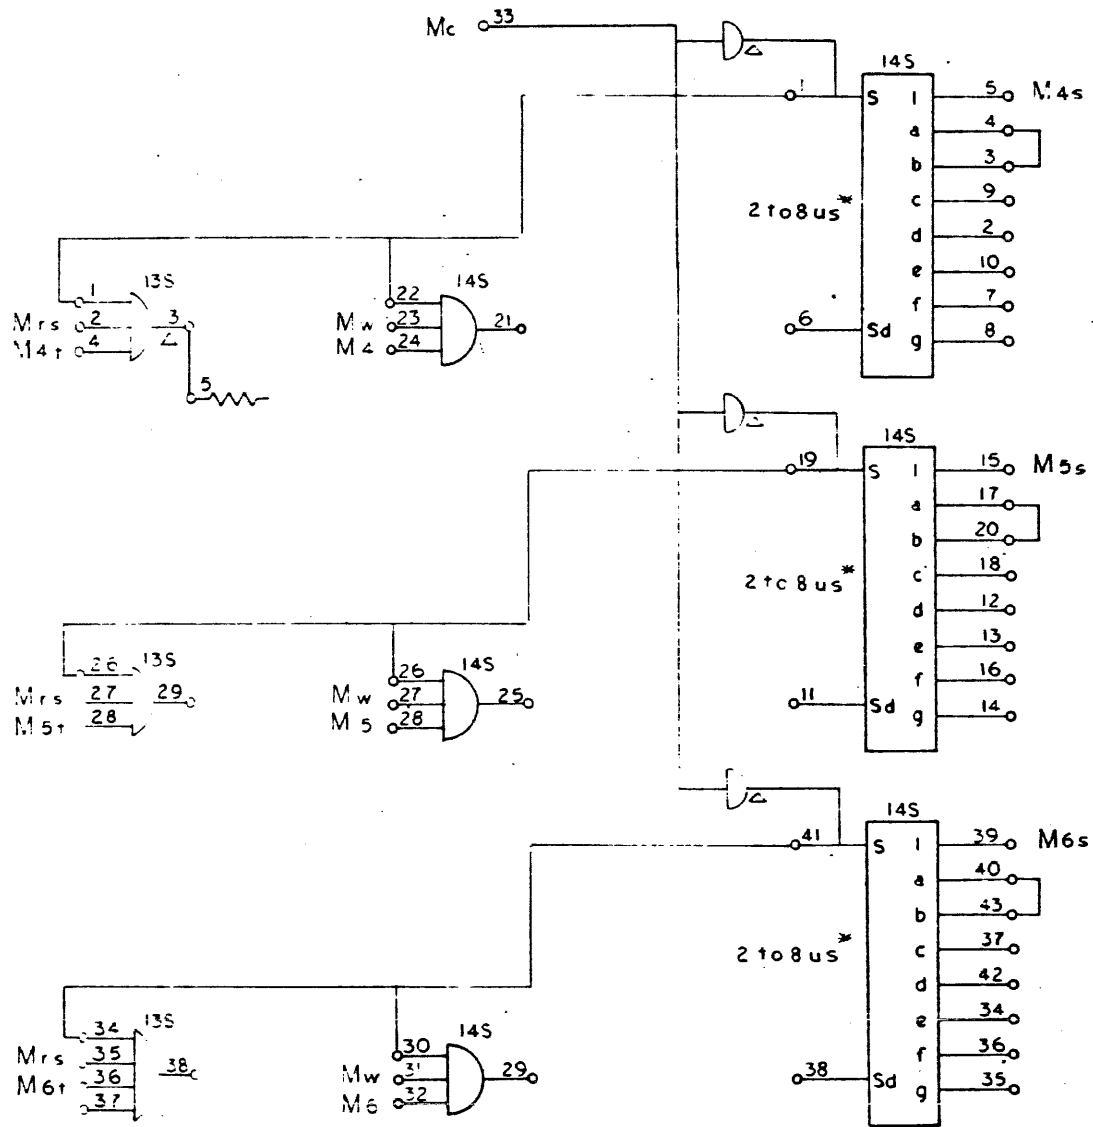 Mc 33
14S
1 S 1 5 M4s
a 4
b 3
2 to 8 us* c 9
d 2
13S 14S e 10
1 22 f 7
Mrs 2 3 Mw 23 21 6 Sd g 8
M4t 4 M4 24
5
14S
19 S 1 15 M5s
a 17
b 20
2 to 8 us* c 18
d 12
e 13
26 13S 26 14S f 16
Mrs 27 29 Mw 27 25 11 Sd g 14
M5t 28 M5 28
14S
41 S 1 39 M6s
a 40
b 43
2 to 8 us* c 37
d 42
34 13S 14S e 34
Mrs 35 30 f 36
M6t 36 38 Mw 31 29 38 Sd g 35
37 M6 32